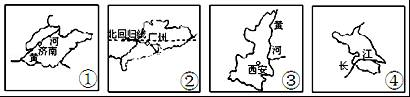 河
济南
黄
①
北回归线
广州
②
黄
河
西安
③
江
长
④